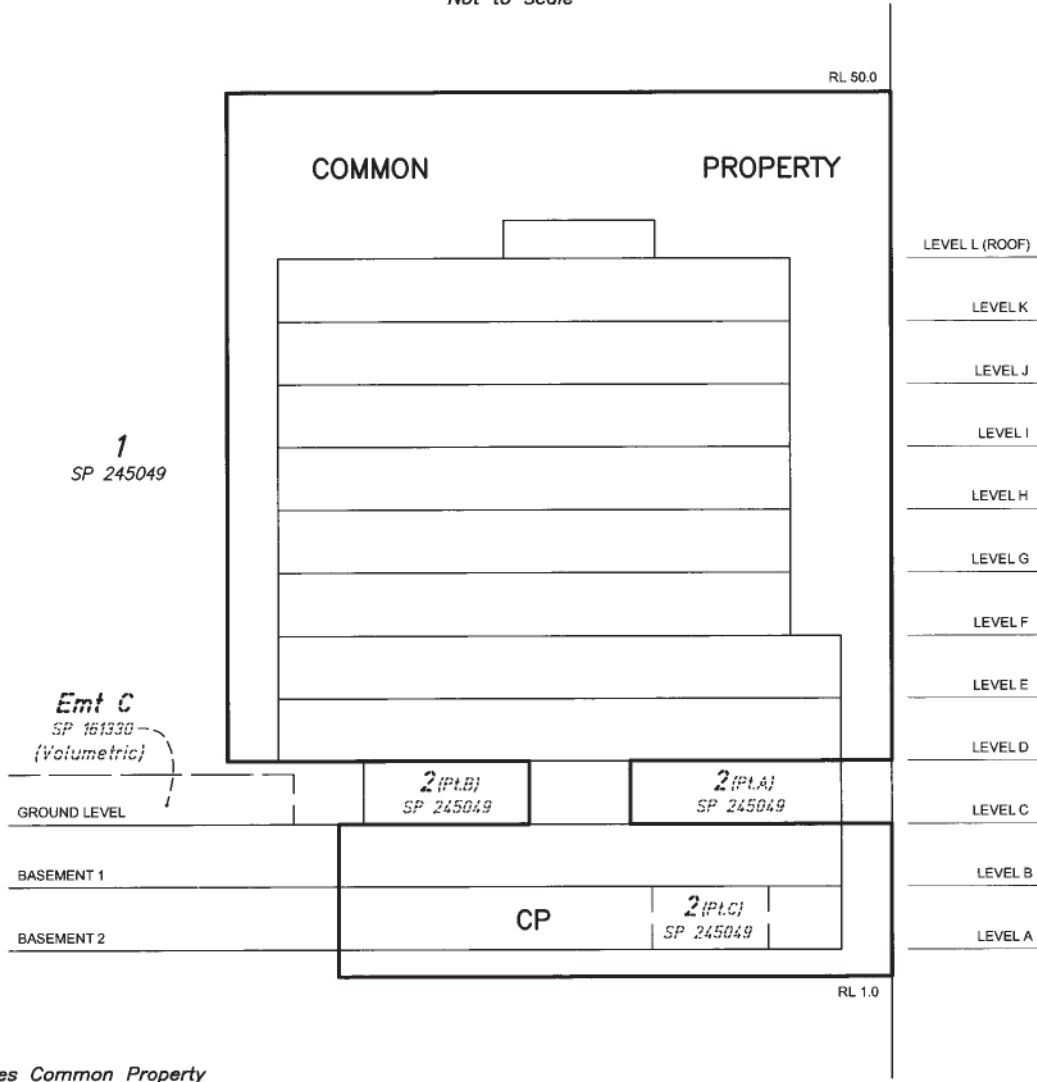 Not to Scale
RL 50.0
COMMON PROPERTY
LEVEL L (ROOF)
LEVEL K
LEVEL J
LEVEL I
1
SP 245049
LEVEL H
LEVEL G
LEVEL F
LEVEL E
Emt C
SP 161330
(Volumetric)
LEVEL D
2 (Pt.B)
SP 245049
2 (Pt.A)
SP 245049
GROUND LEVEL
LEVEL C
BASEMENT 1
LEVEL B
CP
2 (Pt.C)
SP 245049
BASEMENT 2
LEVEL A
RL 1.0
Common Property